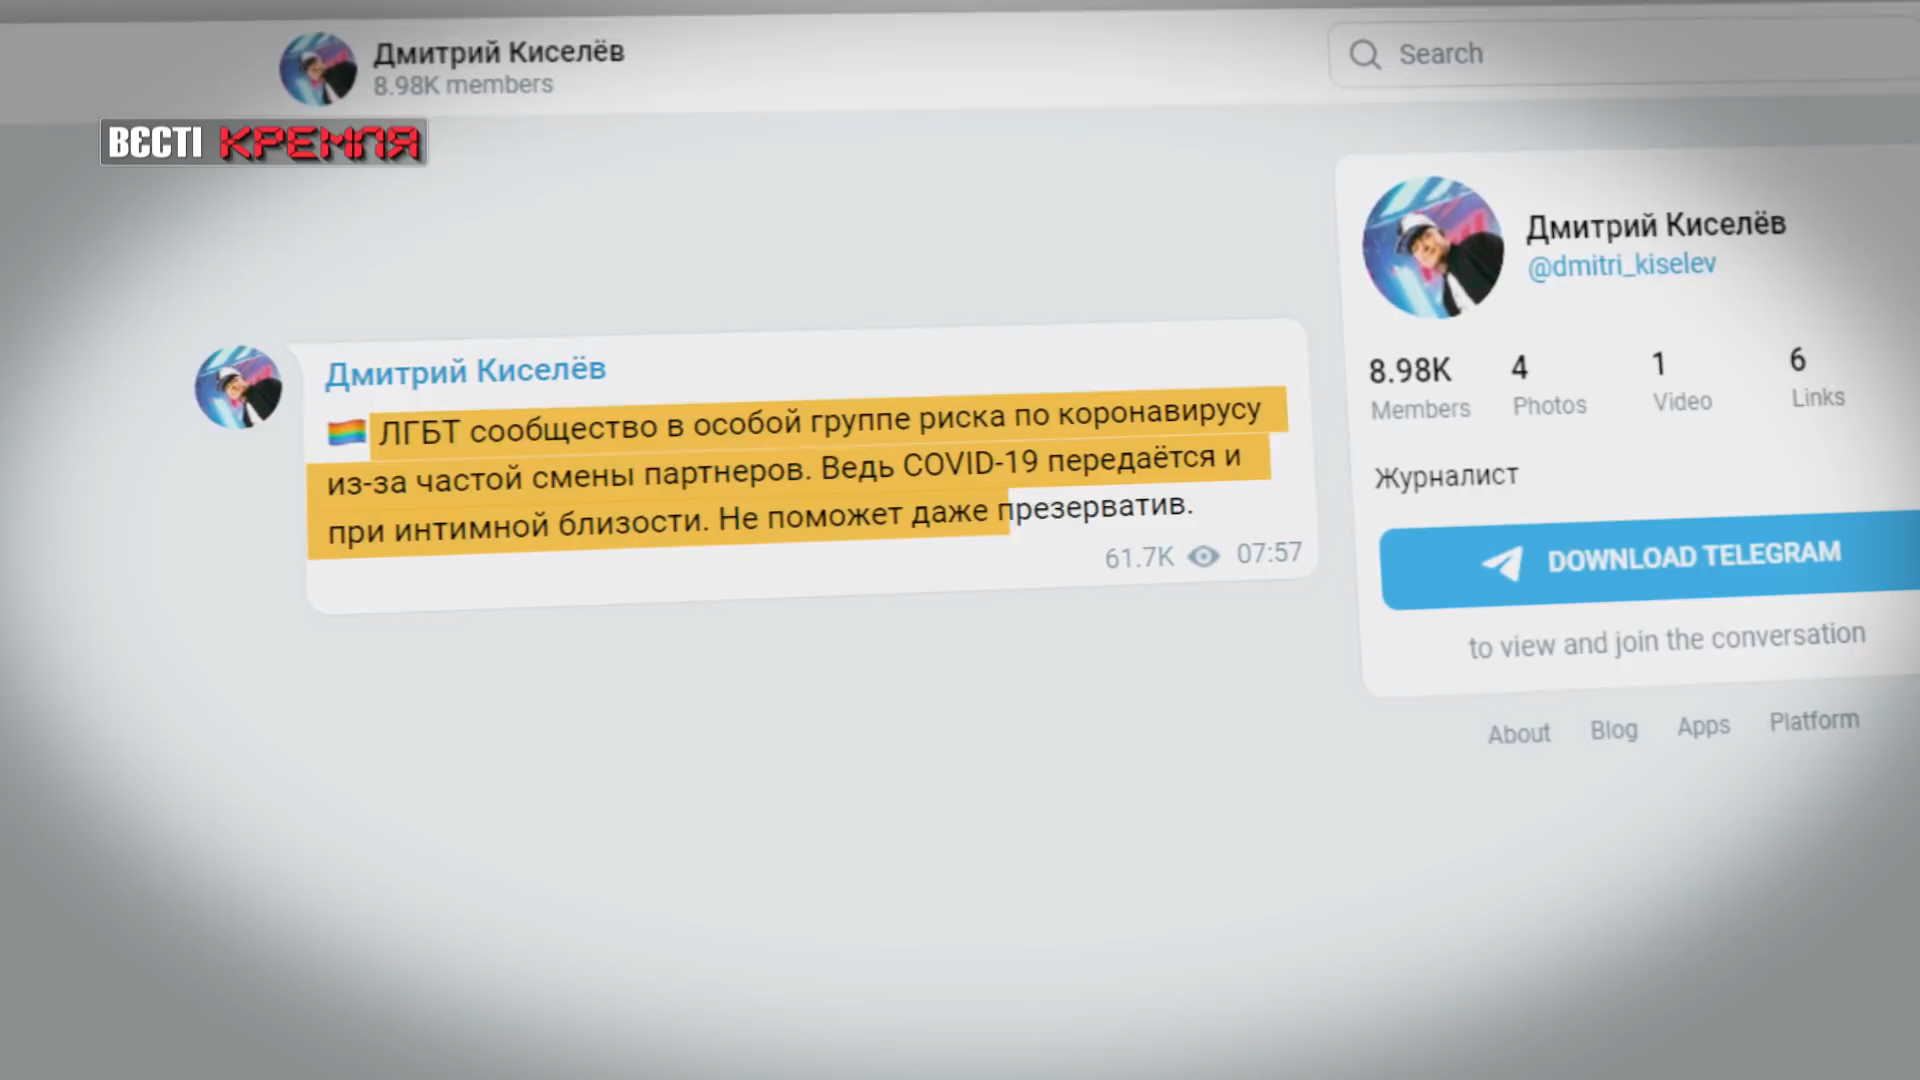 Дмитрий Киселёв
8.98K members
Search
ВЄСТІ КРЕМЛЯ
Дмитрий Киселёв
@dmitri_kiselev
8.98K 4 1 6
Members Photos Video Links
Журналист
DOWNLOAD TELEGRAM
to view and join the conversation
About Blog Apps Platform
Дмитрий Киселёв
🏳️‍🌈 ЛГБТ сообщество в особой группе риска по коронавирусу
из-за частой смены партнеров. Ведь COVID-19 передаётся и
при интимной близости. Не поможет даже презерватив.
61.7K 07:57